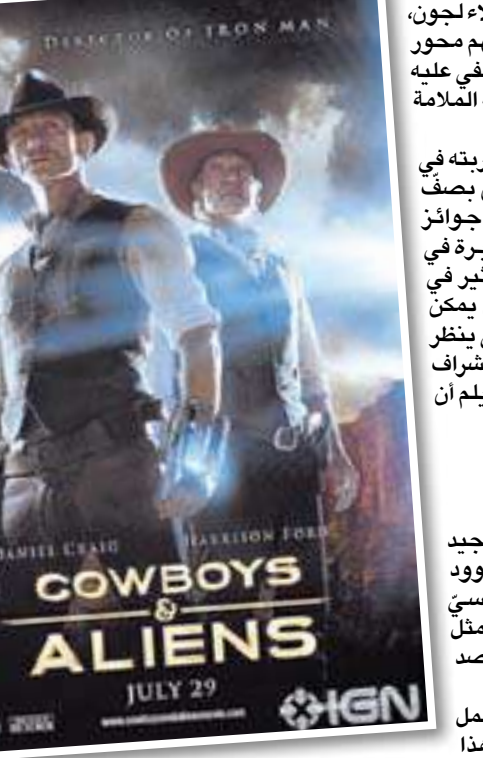 لاء لجون،
هم محور
في عليه
الملامة
ربته في
بصفّ
جوائز
يرة في
ثير في
يمكن
ينظر
شراف
يلم أن
جيد
وود
سيّ
مثل
صد
مل
هذا
DIRECTOR OF IRON MAN
DANIEL CRAIG HARRISON FORD
COWBOYS
&
ALIENS
JULY 29
IGN